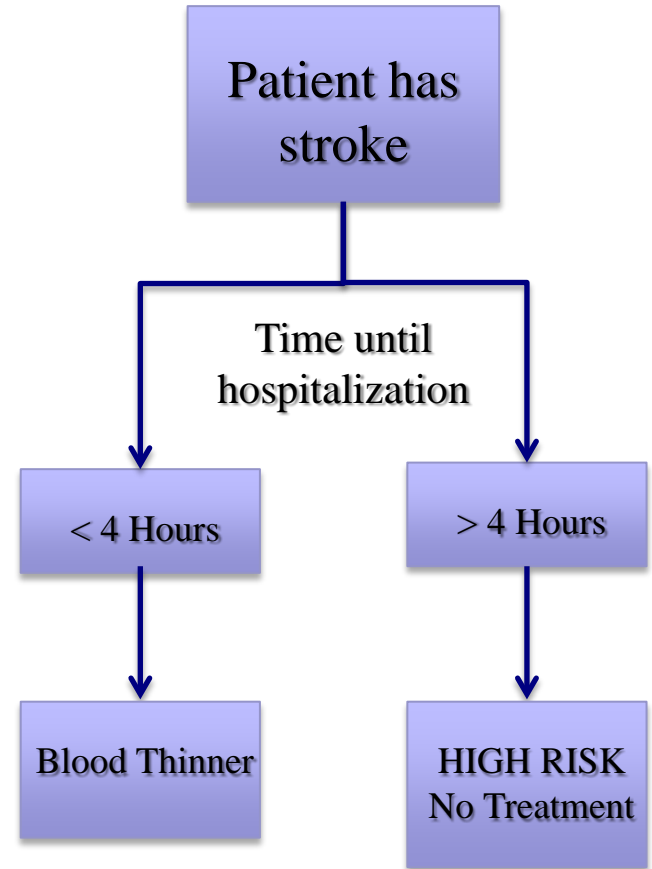 Patient has
stroke
Time until
hospitalization
< 4 Hours
> 4 Hours
Blood Thinner
HIGH RISK
No Treatment